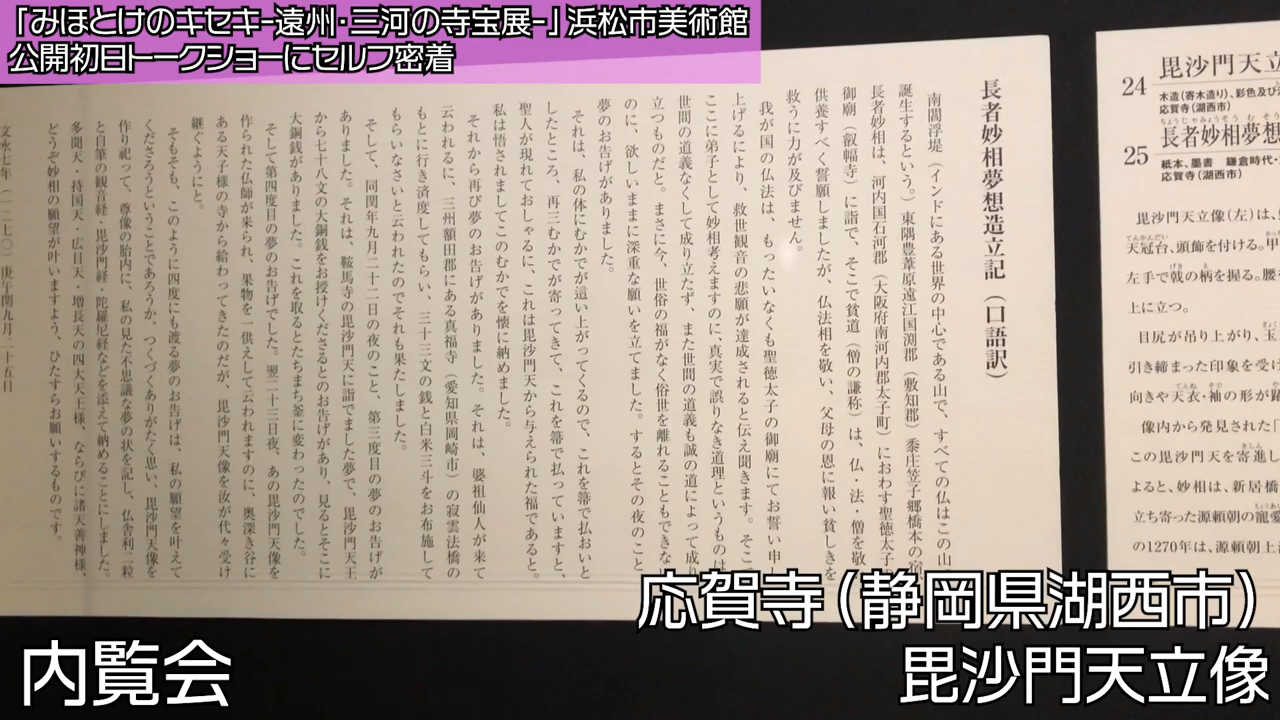 「みほとけのキセキ-遠州・三河の寺宝展-」浜松市美術館
公開初日トークショーにセルフ密着
長者妙相夢想造立記(口語訳)
南閻浮堤(インドにある世界の中心である山で、すべての仏はこの山に
誕生するという。)東隅豊葦原遠江国渕郡(敷知郡)黍庄笠子郷橋本の宿
長者妙相は、河内国石河郡(大阪府南河内郡太子町)におわす聖徳太子
御廟(叡福寺)に詣で、そこで貧道(僧の謙称)は、仏・法・僧を敬
供養すべく誓願しましたが、仏法相を敬い、父母の恩に報い貧しきを
救うに力が及びません。
我が国の仏法は、もったいなくも聖徳太子の御廟にてお誓い申し
上げるにより、救世観音の悲願が達成されると伝え聞きます。そこで
ここに弟子として妙相考えますのに、真実で誤りなき道理というものは
世間の道義なくして成り立たず、また世間の道義も誠の道によって成り
立つものだと。まさに今、世俗の福がなく俗世を離れることもできな
のに、欲しいままに深重な願いを立てました。するとその夜のこと
夢のお告げがありました。
それは、私の体にむかでが這い上がってくるので、これを箒で払おいと
したところ、再三むかでが寄ってきて、これを箒で払っていますと、
聖人が現れておしゃるに、これは毘沙門天から与えられた福であると。
私は悟されましてこのむかでを懐に納めました。
それから再び夢のお告げがありました。それは、婆祖仙人が来て
云われるに、三州額田郡にある真福寺(愛知県岡崎市)の寂雲法橋の
もとに行き済度してもらい、三十三文の銭と白米三斗をお布施して
もらいなさいと云われたのでそれも果たしました。
そして、同閏年九月二十二日の夜のこと、第三度目の夢のお告げが
ありました。それは、鞍馬寺の毘沙門天に詣でました夢で、毘沙門天王
から七十八文の大銅銭をお授けくださるとのお告げがあり、見るとそこに
大銅銭がありました。これを取るとたちまち釜に変わったのでした。
そして第四度目の夢のお告げでした。翌二十三日夜、あの毘沙門天像を
作られた仏師が来られ、果物を一供えして云われますのに、奥深き谷に
ある天子様の寺から給わってきたのだが、毘沙門天像を汝が代々受け
継ぐようにと。
そもそも、このように四度にも渡る夢のお告げは、私の願望を叶えて
くださろうということであろうか、つくづくありがたく思い、毘沙門天像を
作り祀って、尊像の胎内に、私の見た不思議な夢の状を記し、仏舎利二粒
と自筆の観音経・毘沙門経・陀羅尼経などを添えて納めることにしました。
多聞天・持国天・広目天・増長天の四大天王様、ならびに諸天善神様、
どうぞ妙相の願望が叶いますよう、ひたすらお願いするものです。
文永七年(一二七〇)庚午閏九月二十五日
24 毘沙門天立
木造(寄木造り)、彩色及び
応賀寺(湖西市)
ちょうじゃみょうそうむそう
25 長者妙相夢想
紙本、墨書 鎌倉時代・
応賀寺(湖西市)
毘沙門天立像(左)は、
天冠台、頭飾を付ける。甲
左手で戟の柄を握る。腰
上に立つ。
目尻が吊り上がり、玉
引き締まった印象を受け
向きや天衣・袖の形が
像内から発見された「
この毘沙門天を寄進し
よると、妙相は、新居橋
立ち寄った源頼朝の寵愛
の1270年は、源頼朝上
応賀寺(静岡県湖西市)
毘沙門天立像
内覧会